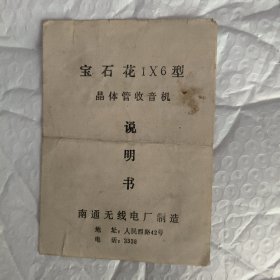 宝石花1X6型
晶体管收音机
说
明
书
南通无线电厂制造
地 址：人民西路42号
电 话：3338